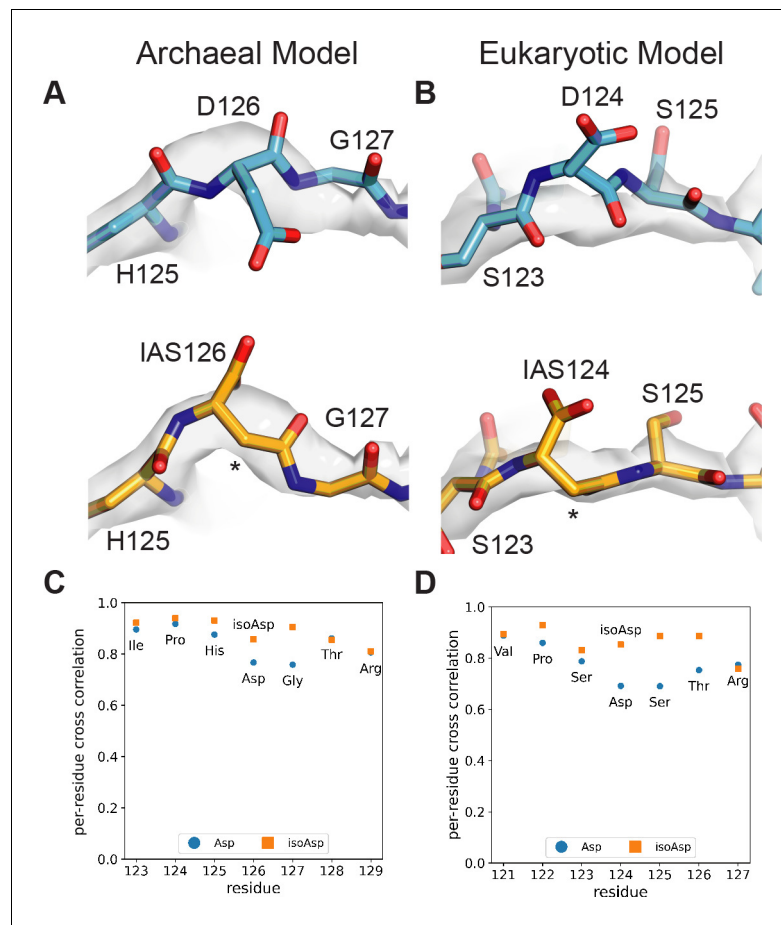 Archaeal Model
Eukaryotic Model
A
B
D126
G127
H125
D124
S125
S123
IAS126
G127
*
H125
IAS124
S125
*
S123
C
D
per-residue cross correlation
1.0
0.8
0.6
0.4
0.2
0.0
Ile
Pro
His
isoAsp
Asp
Gly
Thr
Arg
Asp
isoAsp
123 124 125 126 127 128 129
residue
per-residue cross correlation
1.0
0.8
0.6
0.4
0.2
0.0
Val
Pro
Ser
isoAsp
Asp
Ser
Thr
Arg
Asp
isoAsp
121 122 123 124 125 126 127
residue